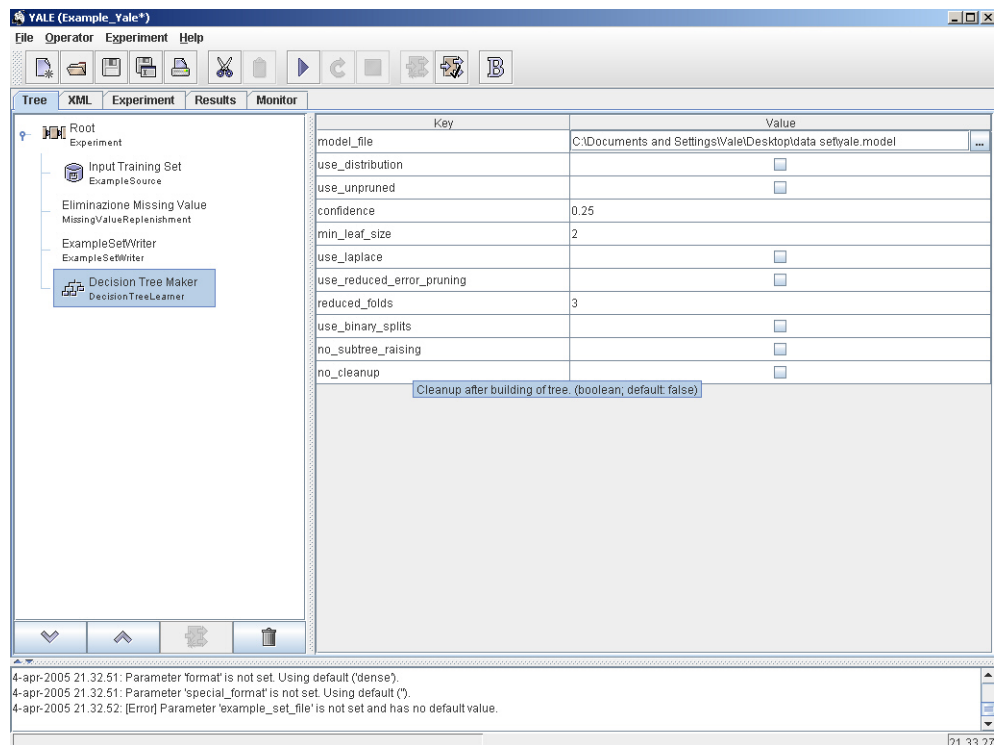 YALE (Example_Yale*)
File Operator Experiment Help
B
Tree XML Experiment Results Monitor
Root
Experiment
Input Training Set
ExampleSource
Eliminazione Missing Value
MissingValueReplenishment
ExampleSetWriter
ExampleSetWriter
Decision Tree Maker
DecisionTreeLearner
Key Value
model_file C:\Documents and Settings\Vale\Desktop\data set\yale.model ...
use_distribution
use_unpruned
confidence 0.25
min_leaf_size 2
use_laplace
use_reduced_error_pruning
reduced_folds 3
use_binary_splits
no_subtree_raising
no_cleanup
Cleanup after building of tree. (boolean; default: false)
4-apr-2005 21.32.51: Parameter 'format' is not set. Using default ('dense').
4-apr-2005 21.32.51: Parameter 'special_format' is not set. Using default ('').
4-apr-2005 21.32.52: [Error] Parameter 'example_set_file' is not set and has no default value.
21.33.27